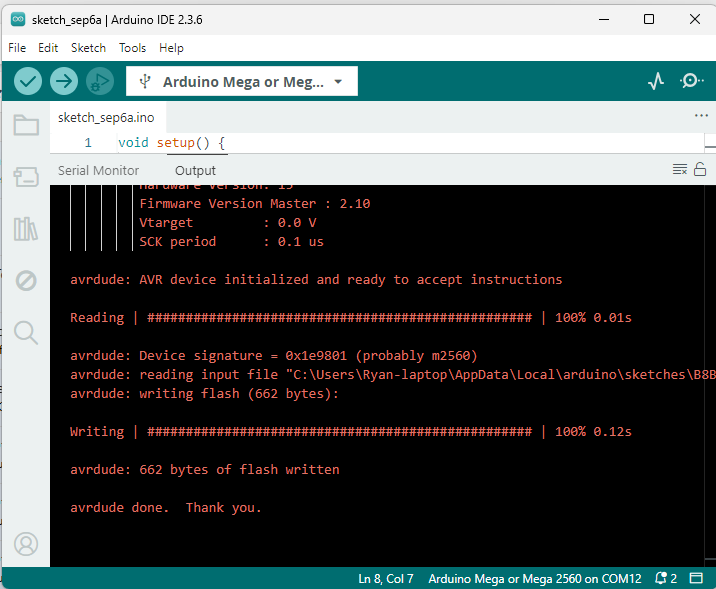 sketch_sep6a | Arduino IDE 2.3.6
File Edit Sketch Tools Help
Arduino Mega or Meg...
sketch_sep6a.ino
1 void setup() {
Serial Monitor Output
Hardware Version: 15
Firmware Version Master : 2.10
Vtarget : 0.0 V
SCK period : 0.1 us
avrdude: AVR device initialized and ready to accept instructions
Reading | ################################################## | 100% 0.01s
avrdude: Device signature = 0x1e9801 (probably m2560)
avrdude: reading input file "C:\Users\Ryan-laptop\AppData\Local\arduino\sketches\B8B
avrdude: writing flash (662 bytes):
Writing | ################################################## | 100% 0.12s
avrdude: 662 bytes of flash written
avrdude done.  Thank you.
Ln 8, Col 7 Arduino Mega or Mega 2560 on COM12 2